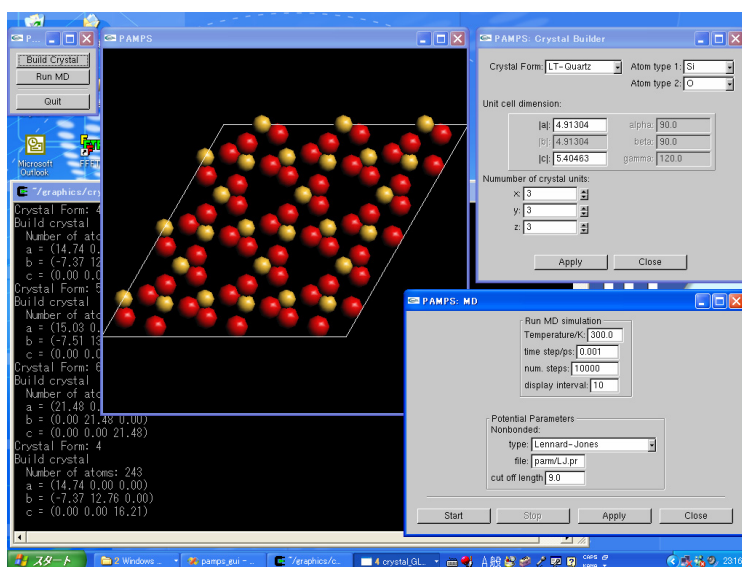 P...
Build Crystal
Run MD
Quit
Microsoft
Outlook
PAMPS
PAMPS: Crystal Builder
Crystal Form: LT-Quartz
Atom type 1: Si
Atom type 2: O
Unit cell dimension:
|a|: 4.91304 alpha: 90.0
|b|: 4.91304 beta: 90.0
|c|: 5.40463 gamma: 120.0
Numumber of crystal units:
x: 3
y: 3
z: 3
Apply Close
~/graphics/cry
Crystal Form: 4
Build crystal
Number of ato
a = (14.74 0.
b = (-7.37 12
c = (0.00 0.0
Crystal Form: 5
Build crystal
Number of ato
a = (15.03 0.
b = (-7.51 13
c = (0.00 0.0
Crystal Form: 6
Build crystal
Number of ato
a = (21.48 0.
b = (0.00 21.48 0.00)
c = (0.00 0.00 21.48)
Crystal Form: 4
Build crystal
Number of atoms: 243
a = (14.74 0.00 0.00)
b = (-7.37 12.76 0.00)
c = (0.00 0.00 16.21)
PAMPS: MD
Run MD simulation
Temperature/K: 300.0
time step/ps: 0.001
num. steps: 10000
display interval: 10
Potential Parameters
Nonbonded:
type: Lennard-Jones
file: parm/LJ.pr
cut off length 9.0
Start Stop Apply Close
スタート
2 Windows ...
pamps_gui - ...
~/graphics/c...
4 crystal_GL...
A 般
CAPS
KANA
23:16